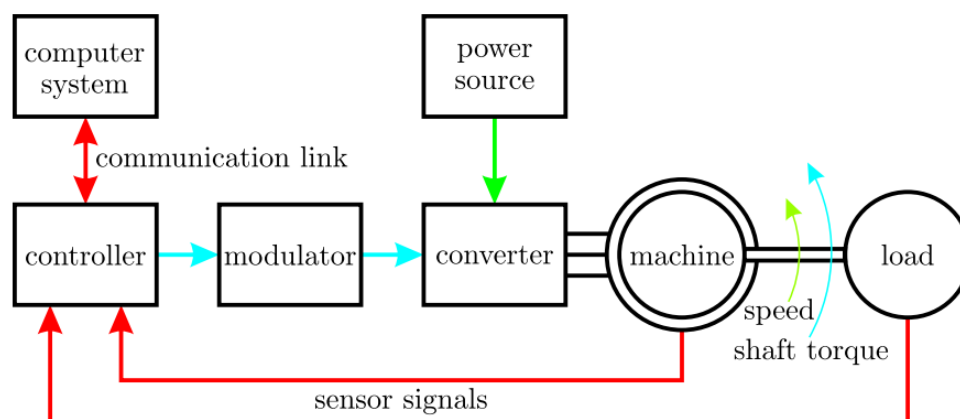 computer
system
power
source
communication link
controller
modulator
converter
machine
load
speed
shaft torque
sensor signals